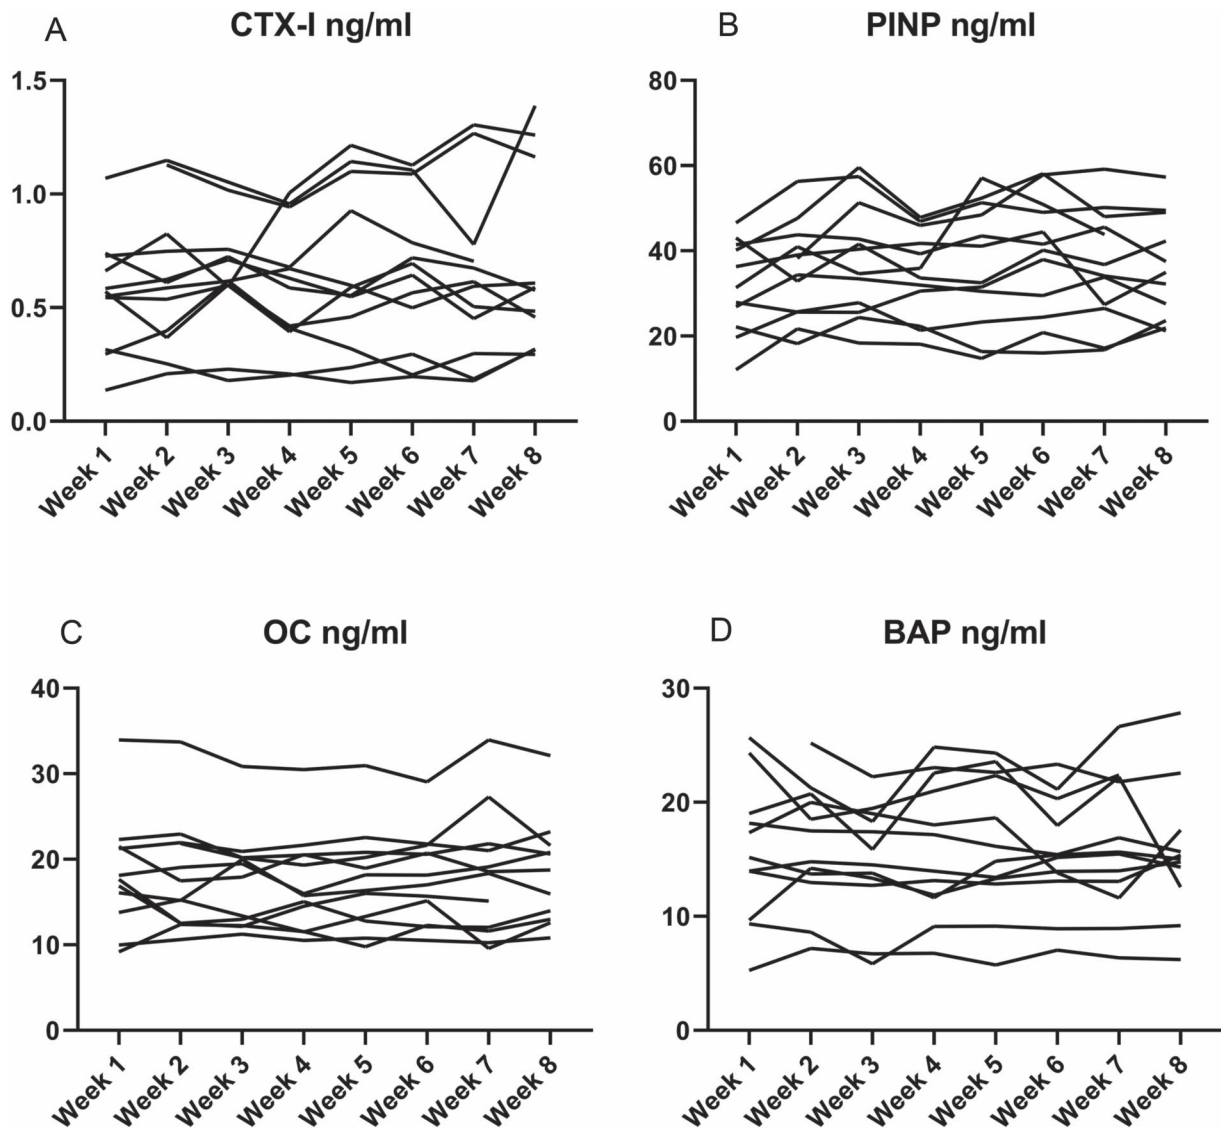 A
CTX-I ng/ml
1.5
1.0
0.5
0.0
Week 1
Week 2
Week 3
Week 4
Week 5
Week 6
Week 7
Week 8
B
PINP ng/ml
80
60
40
20
0
Week 1
Week 2
Week 3
Week 4
Week 5
Week 6
Week 7
Week 8
C
OC ng/ml
40
30
20
10
0
Week 1
Week 2
Week 3
Week 4
Week 5
Week 6
Week 7
Week 8
D
BAP ng/ml
30
20
10
0
Week 1
Week 2
Week 3
Week 4
Week 5
Week 6
Week 7
Week 8